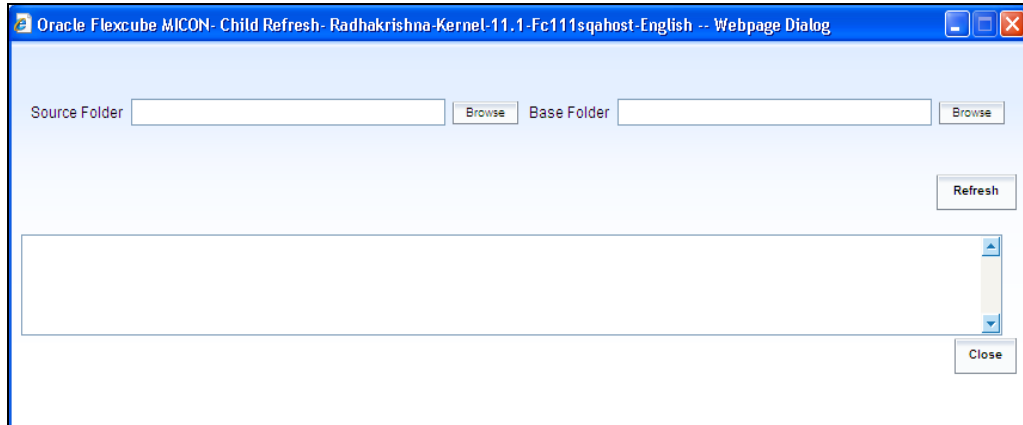 Oracle Flexcube MICON- Child Refresh- Radhakrishna-Kernel-11.1-Fc111sqahost-English -- Webpage Dialog
Source Folder Browse Base Folder Browse
Refresh
Close